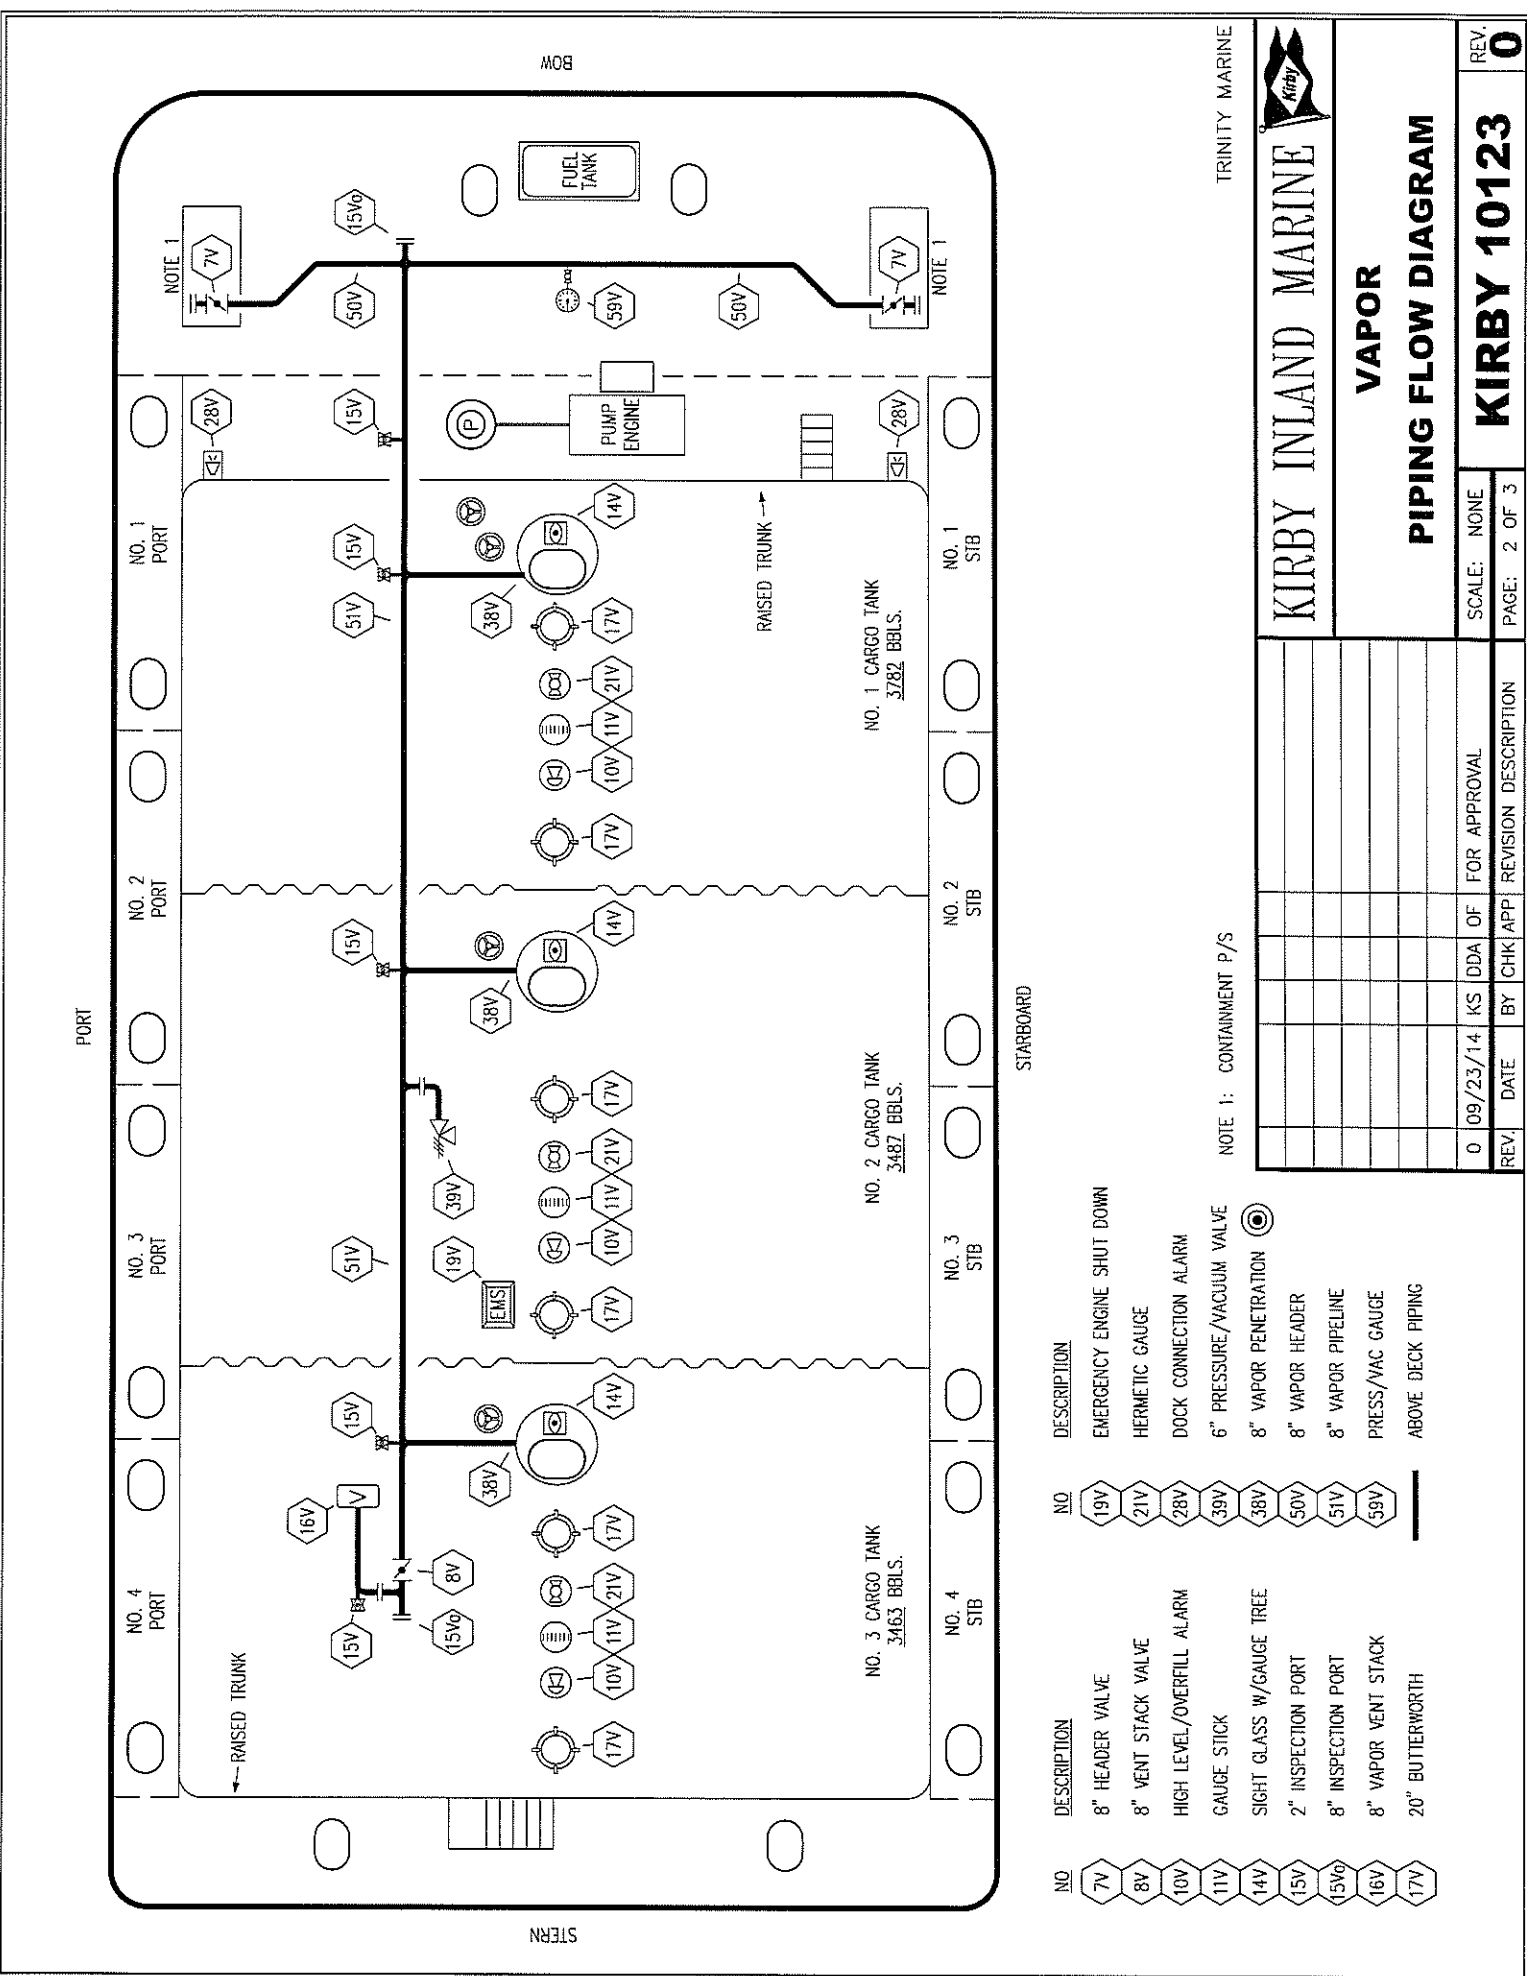 PORT
NO. 4
PORT
NO. 3
PORT
NO. 2
PORT
NO. 1
PORT
STERN
BOW
RAISED TRUNK
16V
V
15V
15Va
8V
15V
51V
19V
EMS
39V
15V
51V
15V
15V
50V
15Va
NOTE 1
7V
28V
38V
14V
38V
14V
38V
14V
P
PUMP
ENGINE
FUEL
TANK
59V
50V
17V
10V
11V
21V
17V
17V
10V
11V
21V
17V
17V
10V
11V
21V
17V
RAISED TRUNK
28V
7V
NOTE 1
NO. 3 CARGO TANK
3463 BBLS.
NO. 2 CARGO TANK
3487 BBLS.
NO. 1 CARGO TANK
3782 BBLS.
NO. 4
STB
NO. 3
STB
NO. 2
STB
NO. 1
STB
STARBOARD
NO DESCRIPTION
7V 8" HEADER VALVE
8V 8" VENT STACK VALVE
10V HIGH LEVEL/OVERFILL ALARM
11V GAUGE STICK
14V SIGHT GLASS W/GAUGE TREE
15V 2" INSPECTION PORT
15Va 8" INSPECTION PORT
16V 8" VAPOR VENT STACK
17V 20" BUTTERWORTH
NO DESCRIPTION
19V EMERGENCY ENGINE SHUT DOWN
21V HERMETIC GAUGE
28V DOCK CONNECTION ALARM
39V 6" PRESSURE/VACUUM VALVE
38V 8" VAPOR PENETRATION
50V 8" VAPOR HEADER
51V 8" VAPOR PIPELINE
59V PRESS/VAC GAUGE
ABOVE DECK PIPING
NOTE 1: CONTAINMENT P/S
TRINITY MARINE
KIRBY INLAND MARINE
Kirby
VAPOR
PIPING FLOW DIAGRAM
0 09/23/14 KS DDA OF FOR APPROVAL
REV. DATE BY CHK APP REVISION DESCRIPTION
SCALE: NONE
PAGE: 2 OF 3
KIRBY 10123
REV.
0